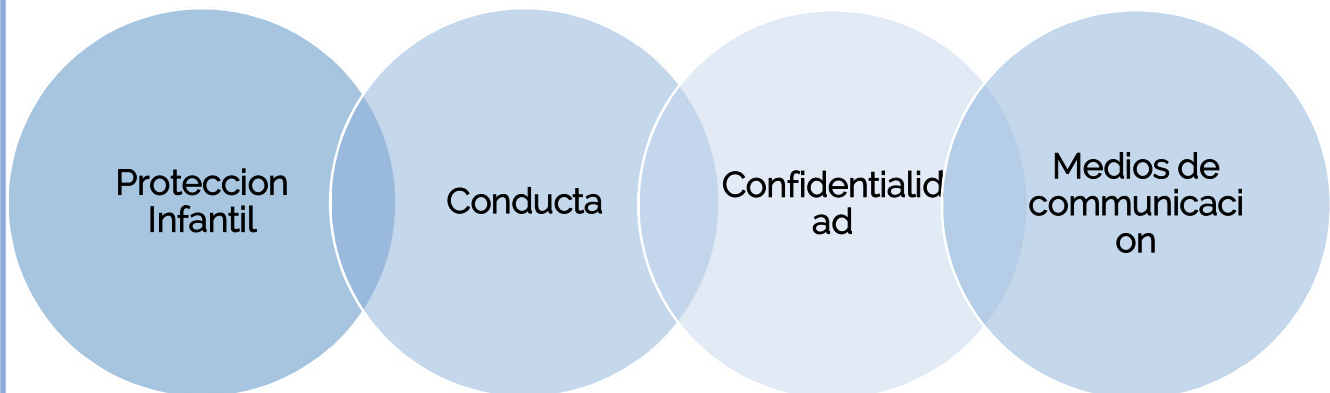 Proteccion
Infantil
Conducta
Confidentialid
ad
Medios de
communicaci
on